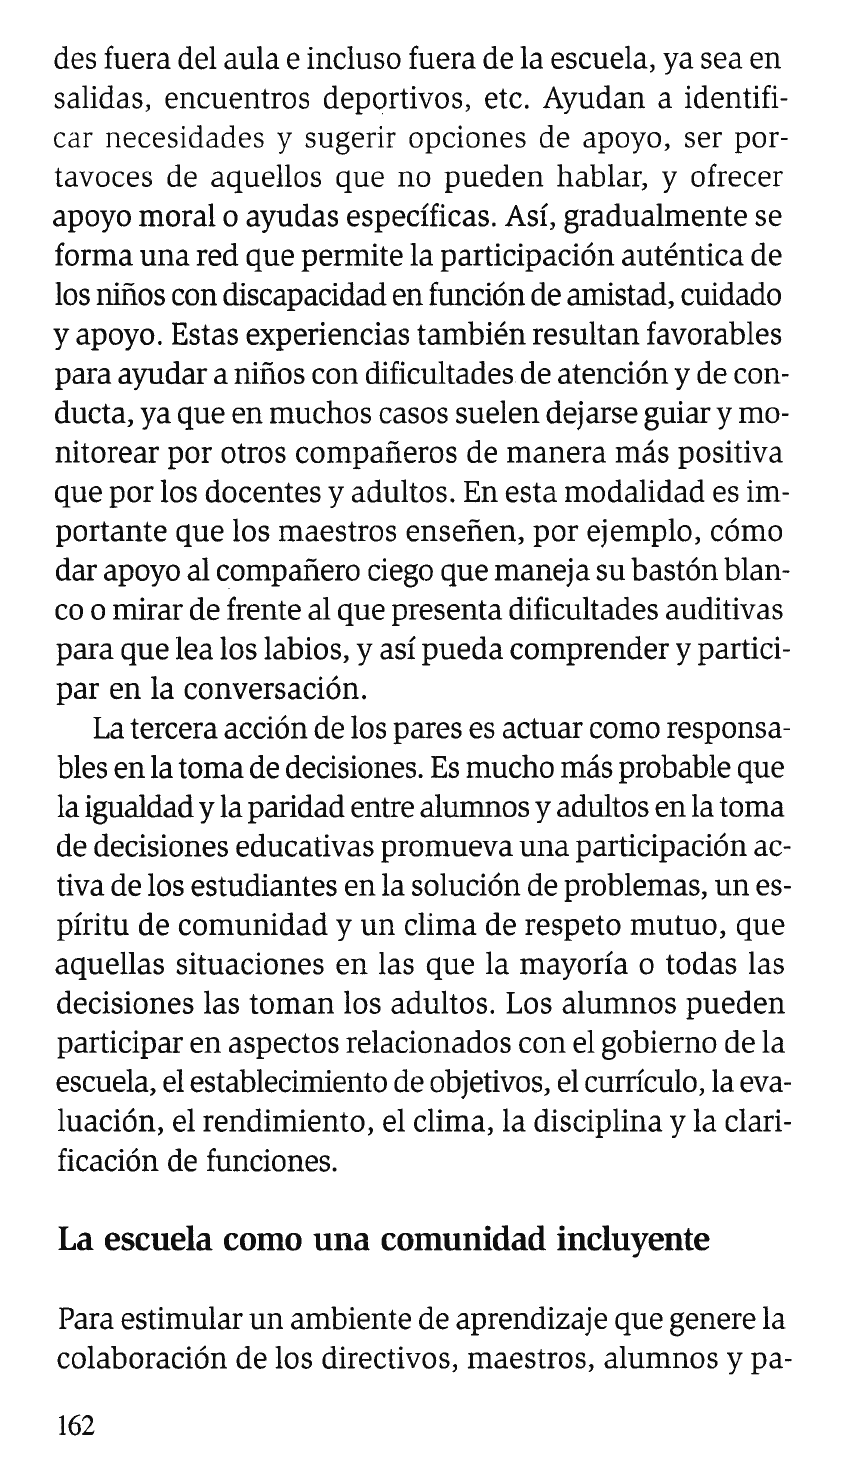 des fuera del aula e incluso fuera de la escuela, ya sea en
salidas, encuentros deportivos, etc. Ayudan a identifi-
car necesidades y sugerir opciones de apoyo, ser por-
tavoces de aquellos que no pueden hablar, y ofrecer
apoyo moral o ayudas específicas. Así, gradualmente se
forma una red que permite la participación auténtica de
los niños con discapacidad en función de amistad, cuidado
y apoyo. Estas experiencias también resultan favorables
para ayudar a niños con dificultades de atención y de con-
ducta, ya que en muchos casos suelen dejarse guiar y mo-
nitorear por otros compañeros de manera más positiva
que por los docentes y adultos. En esta modalidad es im-
portante que los maestros enseñen, por ejemplo, cómo
dar apoyo al compañero ciego que maneja su bastón blan-
co o mirar de frente al que presenta dificultades auditivas
para que lea los labios, y así pueda comprender y partici-
par en la conversación.
La tercera acción de los pares es actuar como responsa-
bles en la toma de decisiones. Es mucho más probable que
la igualdad y la paridad entre alumnos y adultos en la toma
de decisiones educativas promueva una participación ac-
tiva de los estudiantes en la solución de problemas, un es-
píritu de comunidad y un clima de respeto mutuo, que
aquellas situaciones en las que la mayoría o todas las
decisiones las toman los adultos. Los alumnos pueden
participar en aspectos relacionados con el gobierno de la
escuela, el establecimiento de objetivos, el currículo, la eva-
luación, el rendimiento, el clima, la disciplina y la clari-
ficación de funciones.
La escuela como una comunidad incluyente
Para estimular un ambiente de aprendizaje que genere la
colaboración de los directivos, maestros, alumnos y pa-
162